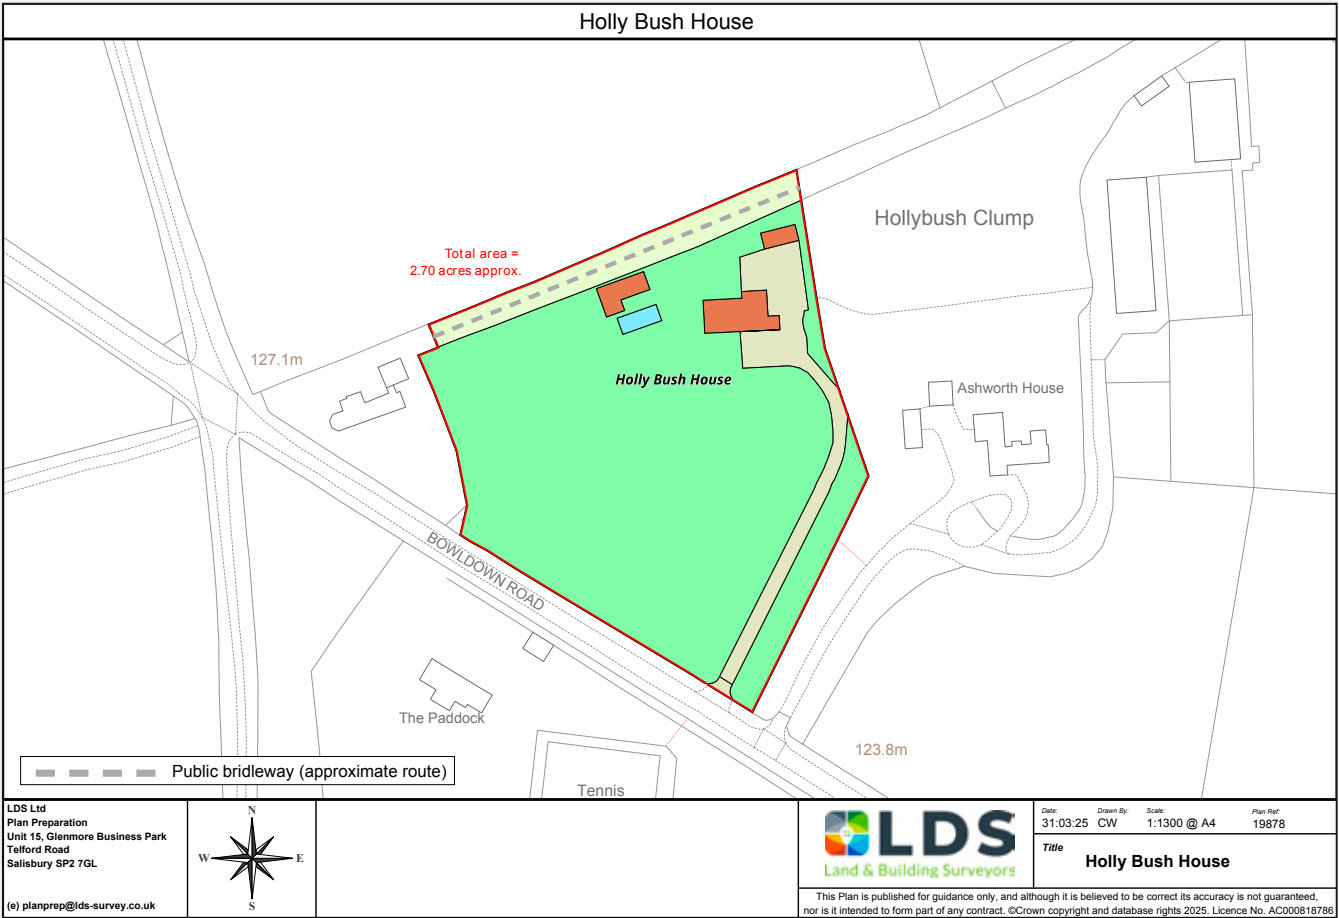 Holly Bush House
Hollybush Clump
Total area =
2.70 acres approx.
127.1m
Holly Bush House
Ashworth House
BOWLDOWN ROAD
The Paddock
123.8m
Tennis
Public bridleway (approximate route)
LDS Ltd
Plan Preparation
Unit 15, Glenmore Business Park
Telford Road
Salisbury SP2 7GL
(e) planprep@lds-survey.co.uk
N
W E
S
LDS
Land & Building Surveyors
Date: Drawn By: Scale: Plan Ref:
31:03:25 CW 1:1300 @ A4 19878
Title
Holly Bush House
This Plan is published for guidance only, and although it is believed to be correct its accuracy is not guaranteed,
nor is it intended to form part of any contract. ©Crown copyright and database rights 2025. Licence No. AC000818786